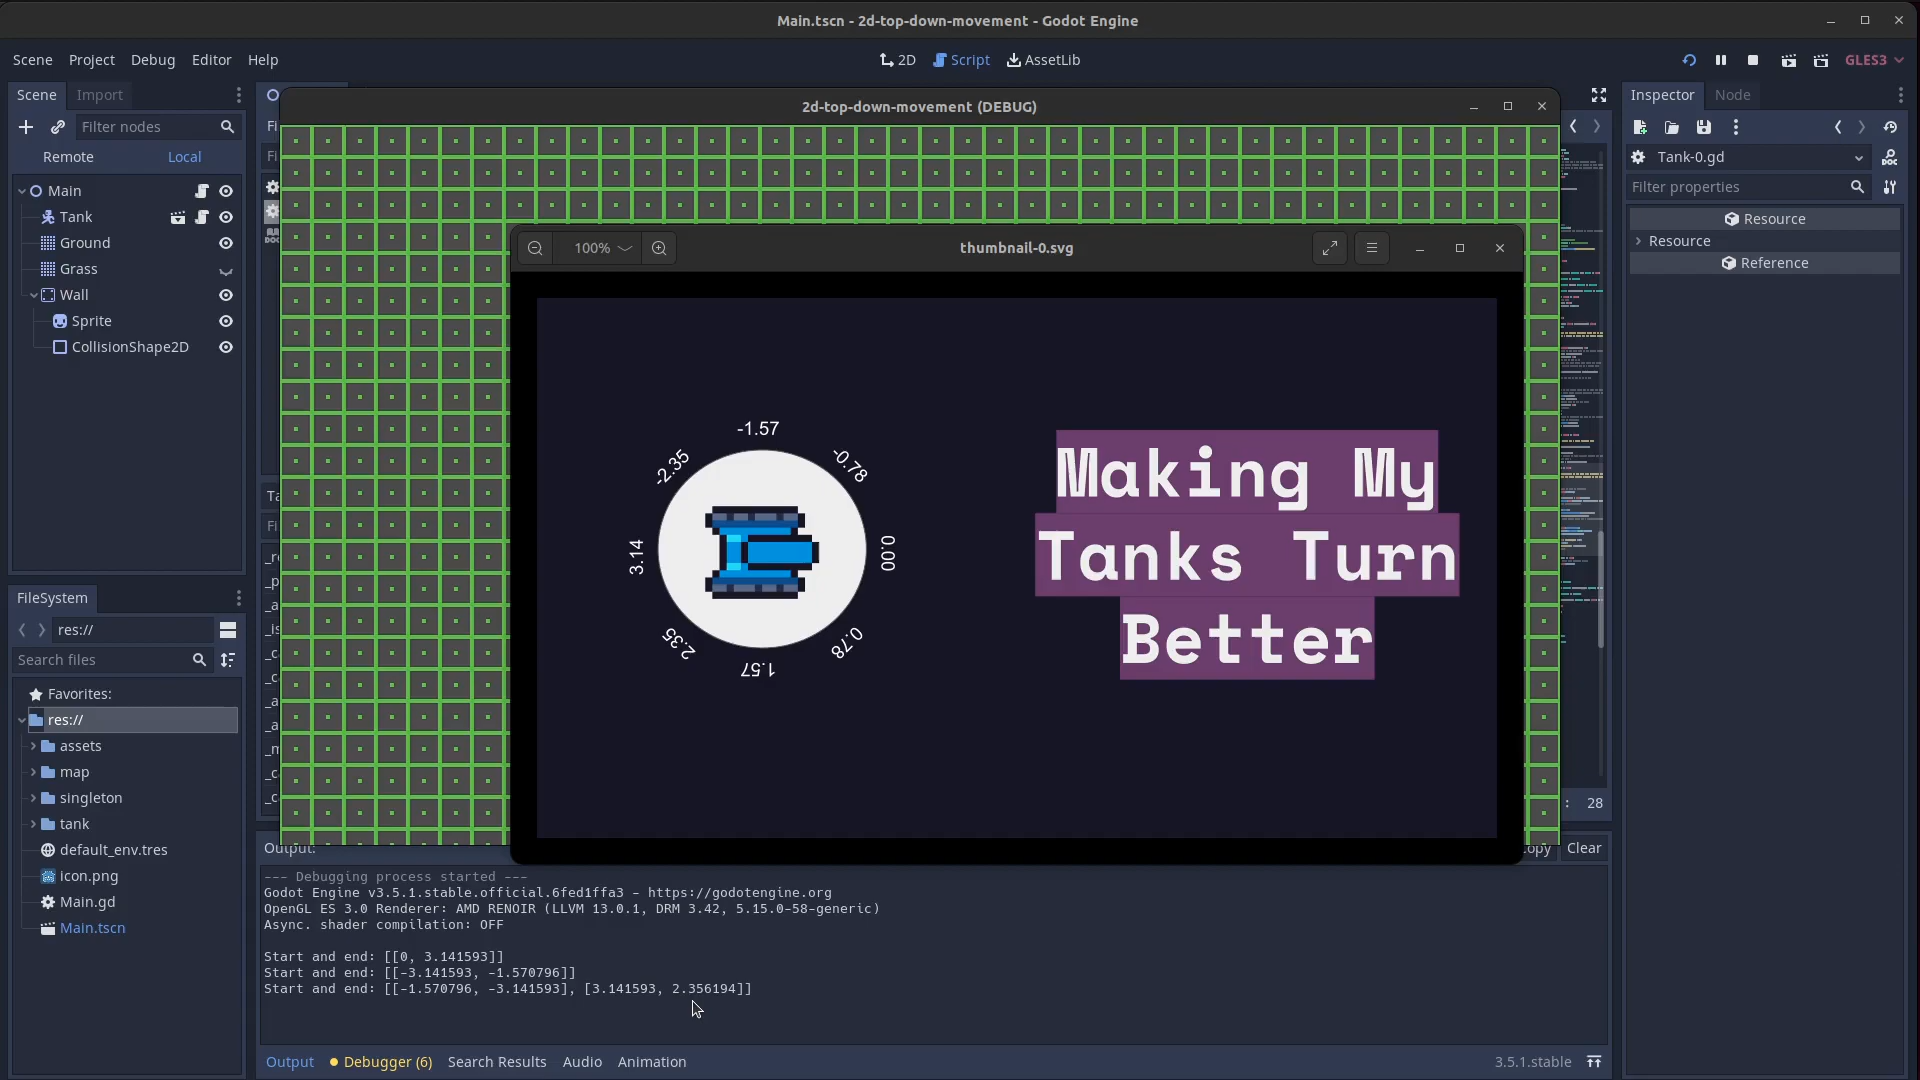 Main.tscn - 2d-top-down-movement - Godot Engine
Scene Project Debug Editor Help
2D Script AssetLib
GLES3
Scene Import
Filter nodes
Remote Local
Main
Tank
Ground
Grass
Wall
Sprite
CollisionShape2D
FileSystem
res://
Search files
Favorites:
res://
assets
map
singleton
tank
default_env.tres
icon.png
Main.gd
Main.tscn
2d-top-down-movement (DEBUG)
100%
thumbnail-0.svg
-1.57
-2.35
-0.78
3.14
0.00
2.35
0.78
1.57
Making My
Tanks Turn
Better
: 28
Output:
Clear
--- Debugging process started ---
Godot Engine v3.5.1.stable.official.6fed1ffa3 - https://godotengine.org
OpenGL ES 3.0 Renderer: AMD RENOIR (LLVM 13.0.1, DRM 3.42, 5.15.0-58-generic)
Async. shader compilation: OFF
Start and end: [[0, 3.141593]]
Start and end: [[-3.141593, -1.570796]]
Start and end: [[-1.570796, -3.141593], [3.141593, 2.356194]]
Output Debugger (6) Search Results Audio Animation
3.5.1.stable
Inspector Node
Tank-0.gd
Filter properties
Resource
Resource
Reference